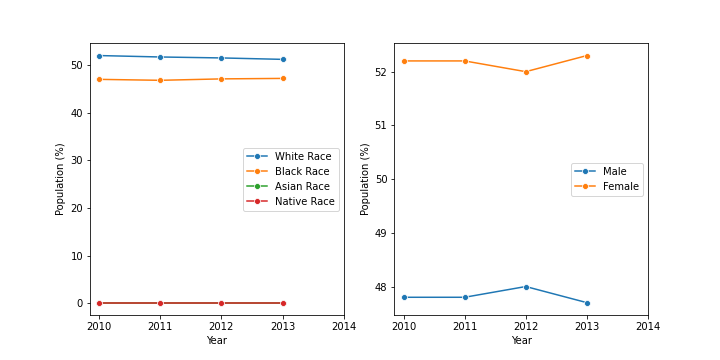 50
40
30
20
10
0
Population (%)
White Race
Black Race
Asian Race
Native Race
2010 2011 2012 2013 2014
Year
52
51
50
49
48
Population (%)
Male
Female
2010 2011 2012 2013 2014
Year